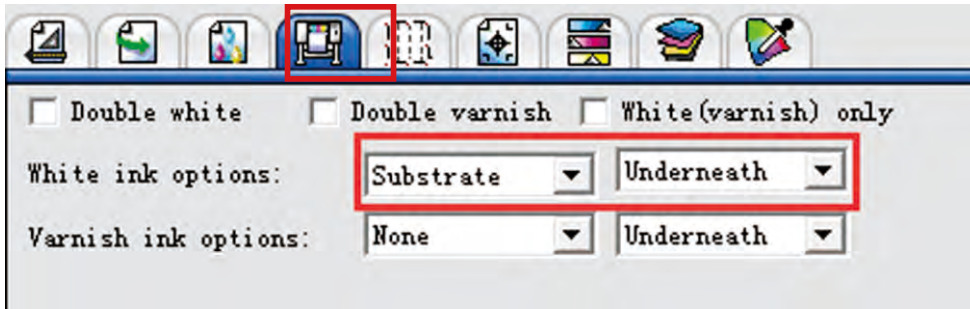 Double white Double varnish White(varnish) only
White ink options: Substrate Underneath
Varnish ink options: None Underneath